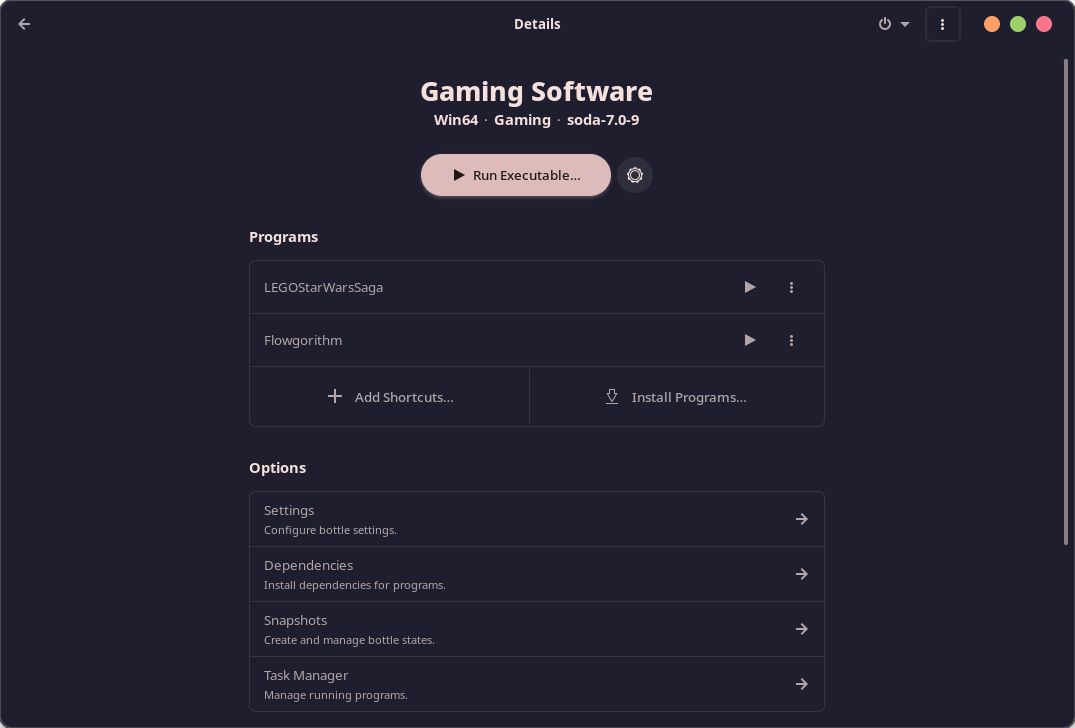 Details
Gaming Software
Win64 · Gaming · soda-7.0-9
Run Executable...
Programs
LEGOStarWarsSaga
Flowgorithm
Add Shortcuts...
Install Programs...
Options
Settings
Configure bottle settings.
Dependencies
Install dependencies for programs.
Snapshots
Create and manage bottle states.
Task Manager
Manage running programs.